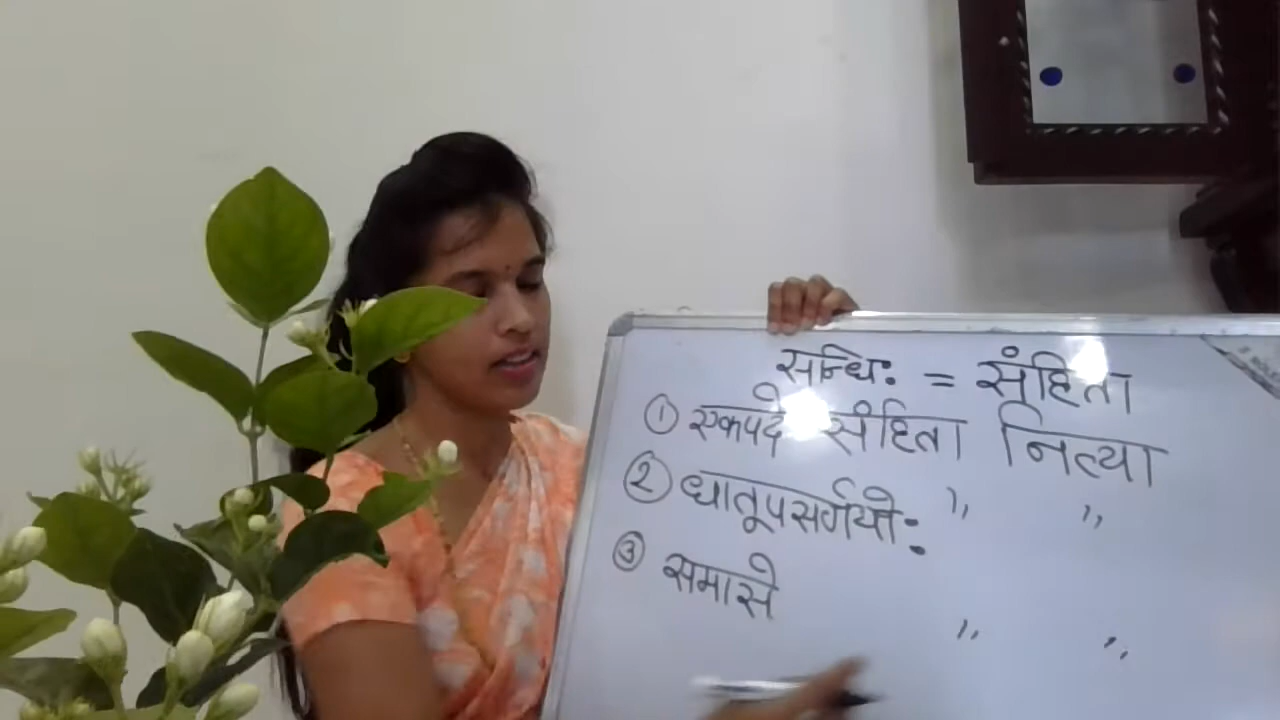 सन्धिः = संहिता
① एकपदे संहिता नित्या
② धातूपसर्गयोः ,, ,,
③ समासे ,, ,,